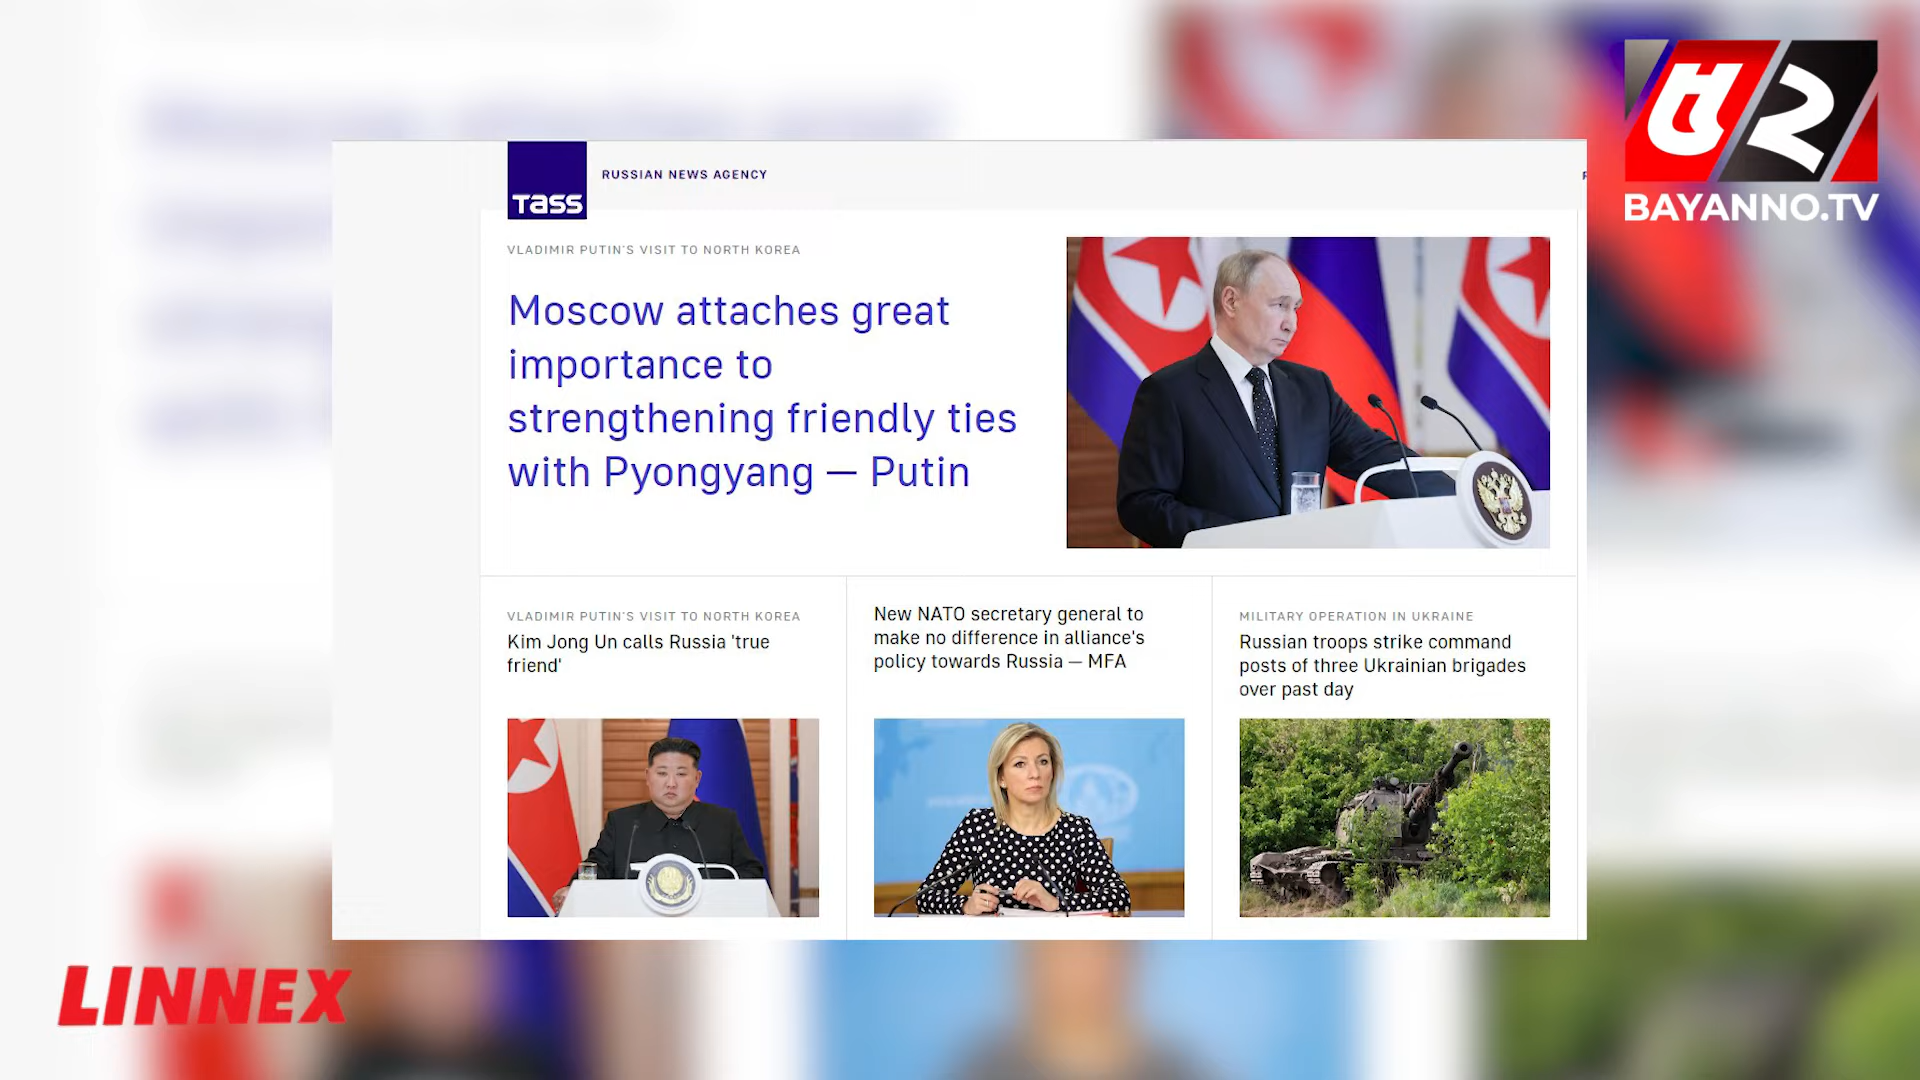 ৫২
BAYANNO.TV
TASS
RUSSIAN NEWS AGENCY
VLADIMIR PUTIN'S VISIT TO NORTH KOREA
Moscow attaches great
importance to
strengthening friendly ties
with Pyongyang — Putin
VLADIMIR PUTIN'S VISIT TO NORTH KOREA
Kim Jong Un calls Russia 'true
friend'
New NATO secretary general to
make no difference in alliance's
policy towards Russia — MFA
MILITARY OPERATION IN UKRAINE
Russian troops strike command
posts of three Ukrainian brigades
over past day
LINNEX